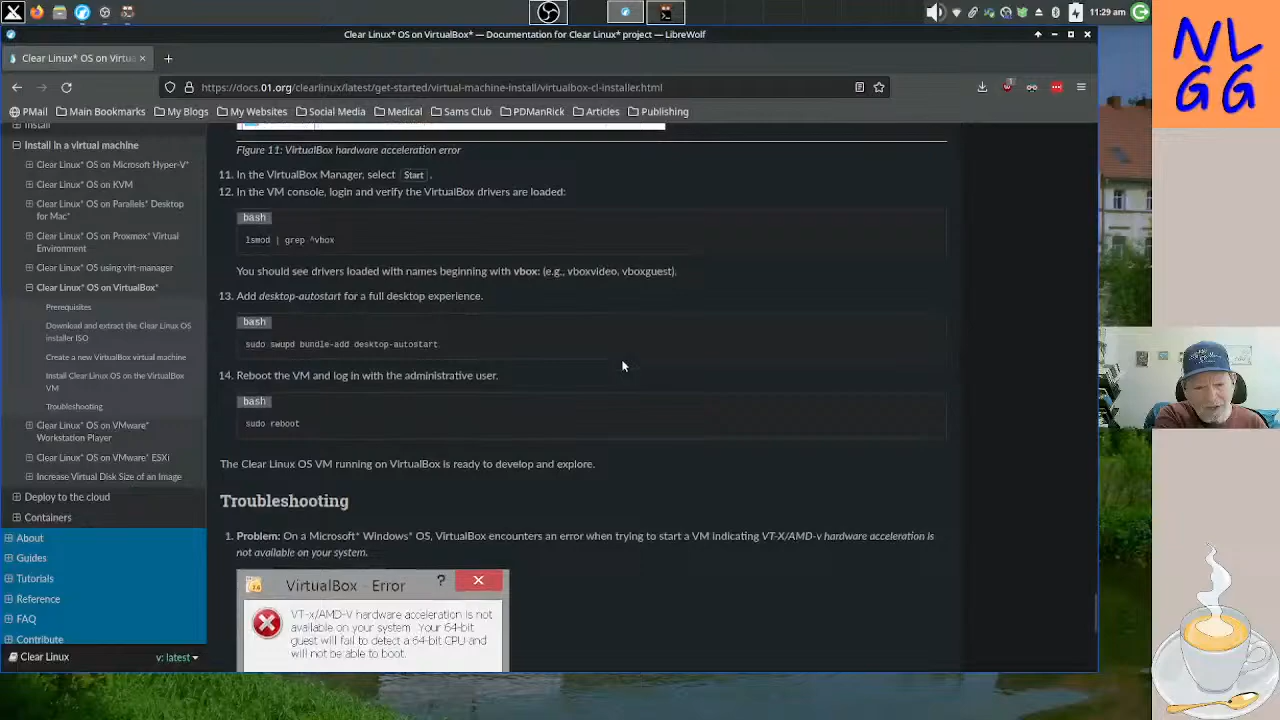 11:29 am
Clear Linux* OS on VirtualBox* — Documentation for Clear Linux* project — LibreWolf
Clear Linux* OS on Virtua
https://docs.01.org/clearlinux/latest/get-started/virtual-machine-install/virtualbox-cl-installer.html
PMail Main Bookmarks My Blogs My Websites Social Media Medical Sams Club PDManRick Articles Publishing
NL
GG
Install
Install in a virtual machine
Clear Linux* OS on Microsoft Hyper-V*
Clear Linux* OS on KVM
Clear Linux* OS on Parallels* Desktop
for Mac*
Clear Linux* OS on Proxmox* Virtual
Environment
Clear Linux* OS using virt-manager
Clear Linux* OS on VirtualBox*
Prerequisites
Download and extract the Clear Linux OS
installer ISO
Create a new VirtualBox virtual machine
Install Clear Linux OS on the VirtualBox
VM
Troubleshooting
Clear Linux* OS on VMware*
Workstation Player
Clear Linux* OS on VMware* ESXi
Increase Virtual Disk Size of an Image
Deploy to the cloud
Containers
About
Guides
Tutorials
Reference
FAQ
Contribute
Clear Linux v: latest
Figure 11: VirtualBox hardware acceleration error
11. In the VirtualBox Manager, select Start .
12. In the VM console, login and verify the VirtualBox drivers are loaded:
bash
lsmod | grep ^vbox
You should see drivers loaded with names beginning with vbox: (e.g., vboxvideo, vboxguest).
13. Add desktop-autostart for a full desktop experience.
bash
sudo swupd bundle-add desktop-autostart
14. Reboot the VM and log in with the administrative user.
bash
sudo reboot
The Clear Linux OS VM running on VirtualBox is ready to develop and explore.
Troubleshooting
1. Problem: On a Microsoft* Windows* OS, VirtualBox encounters an error when trying to start a VM indicating VT-X/AMD-v hardware acceleration is
not available on your system.
VirtualBox - Error ?
VT-x/AMD-V hardware acceleration is not
available on your system. Your 64-bit
guest will fail to detect a 64-bit CPU and
will not be able to boot.